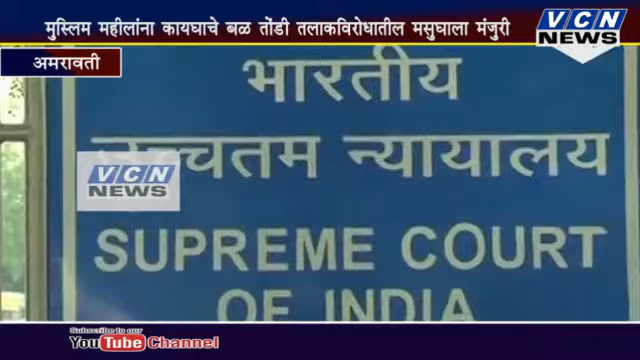 मुस्लिम महीलांना कायघाचे बळ तोंडी तलाकविरोधातील मसुघाला मंजुरी
VCN
NEWS
अमरावती
भारतीय
उच्चतम न्यायालय
VCN
NEWS
SUPREME COURT
OF INDIA
Subscribe to our
YouTube Channel